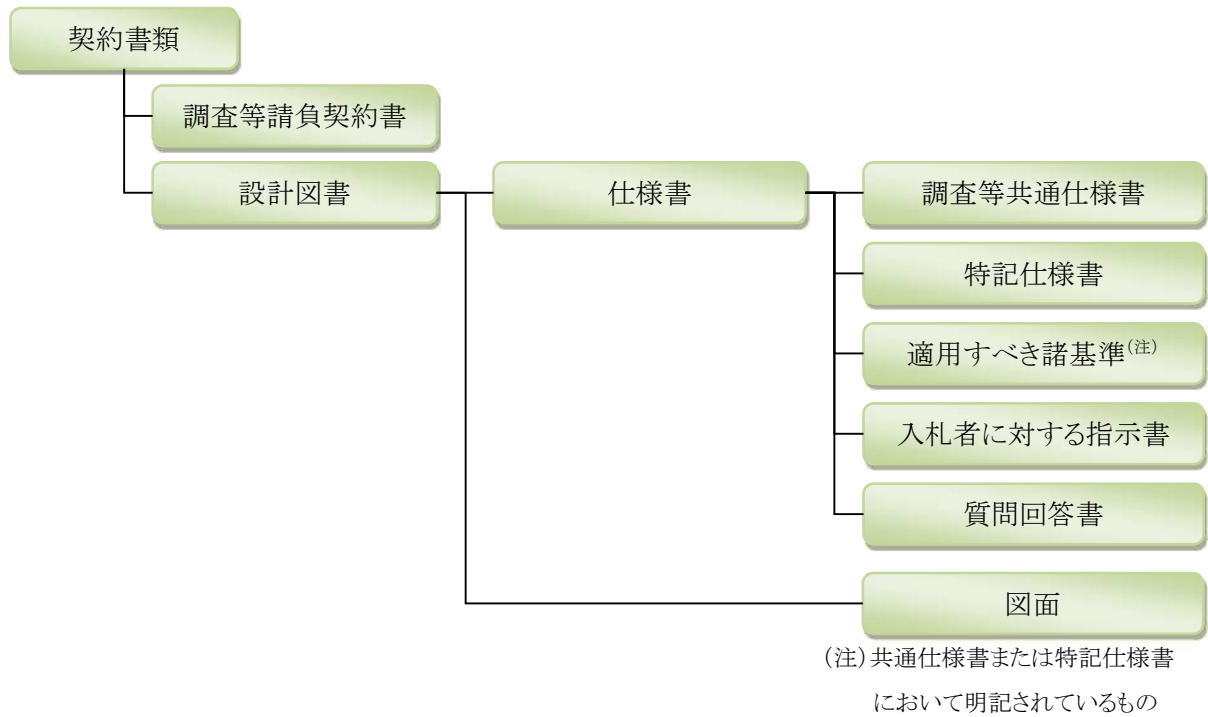 契約書類
調査等請負契約書
設計図書
仕様書
調査等共通仕様書
特記仕様書
適用すべき諸基準(注)
入札者に対する指示書
質問回答書
図面
(注)共通仕様書または特記仕様書
において明記されているもの